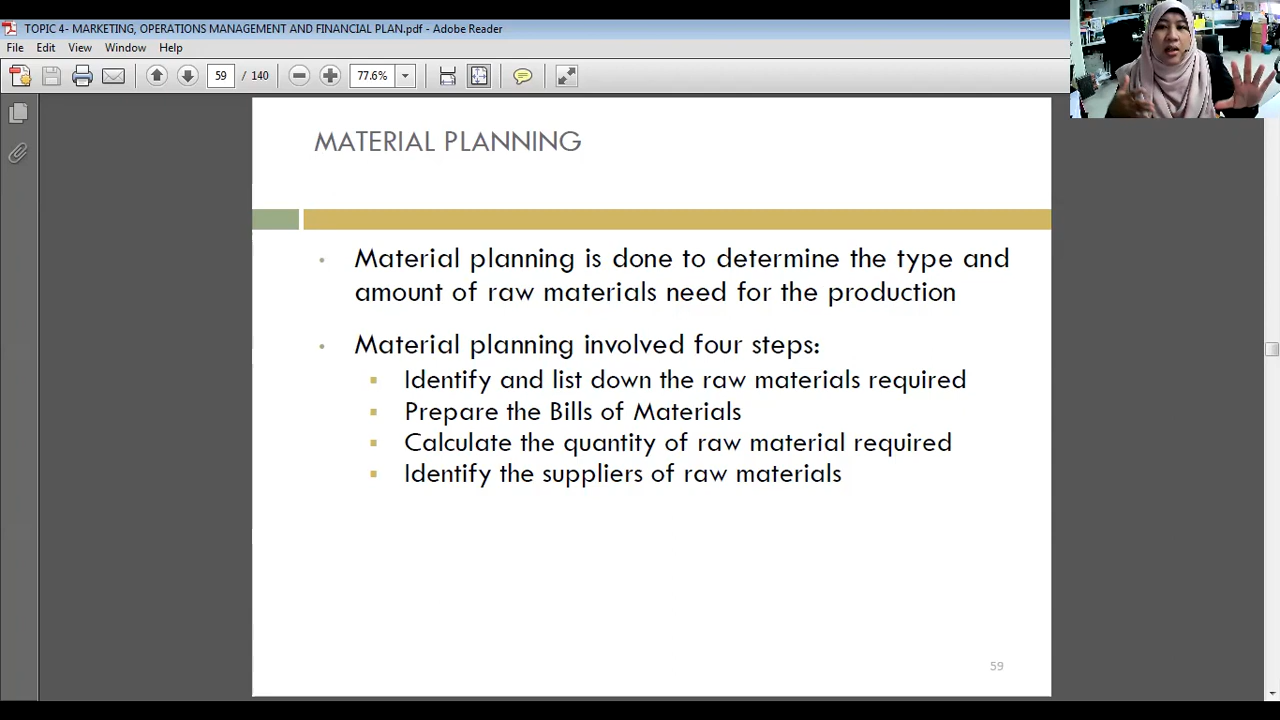 TOPIC 4- MARKETING, OPERATIONS MANAGEMENT AND FINANCIAL PLAN.pdf - Adobe Reader
File Edit View Window Help
59 / 140 77.6%
MATERIAL PLANNING
• Material planning is done to determine the type and
amount of raw materials need for the production
• Material planning involved four steps:
▪ Identify and list down the raw materials required
▪ Prepare the Bills of Materials
▪ Calculate the quantity of raw material required
▪ Identify the suppliers of raw materials
59